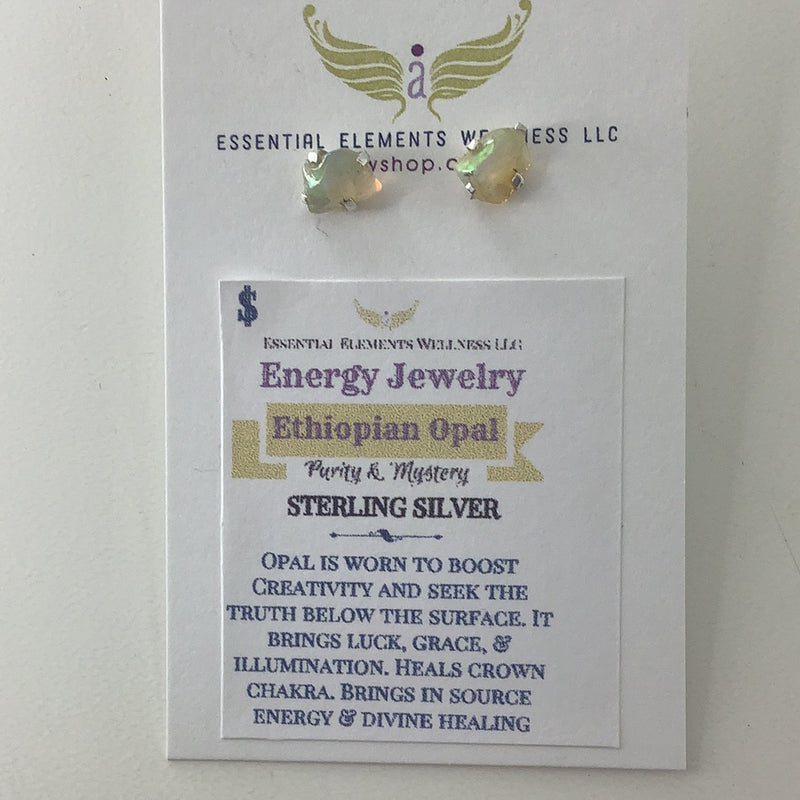 a
ESSENTIAL ELEMENTS WELLNESS LLC
$
ESSENTIAL ELEMENTS WELLNESS LLC
Energy Jewelry
Ethiopian Opal
Purity & Mystery
STERLING SILVER
OPAL IS WORN TO BOOST
CREATIVITY AND SEEK THE
TRUTH BELOW THE SURFACE. IT
BRINGS LUCK, GRACE, &
ILLUMINATION. HEALS CROWN
CHAKRA. BRINGS IN SOURCE
ENERGY & DIVINE HEALING